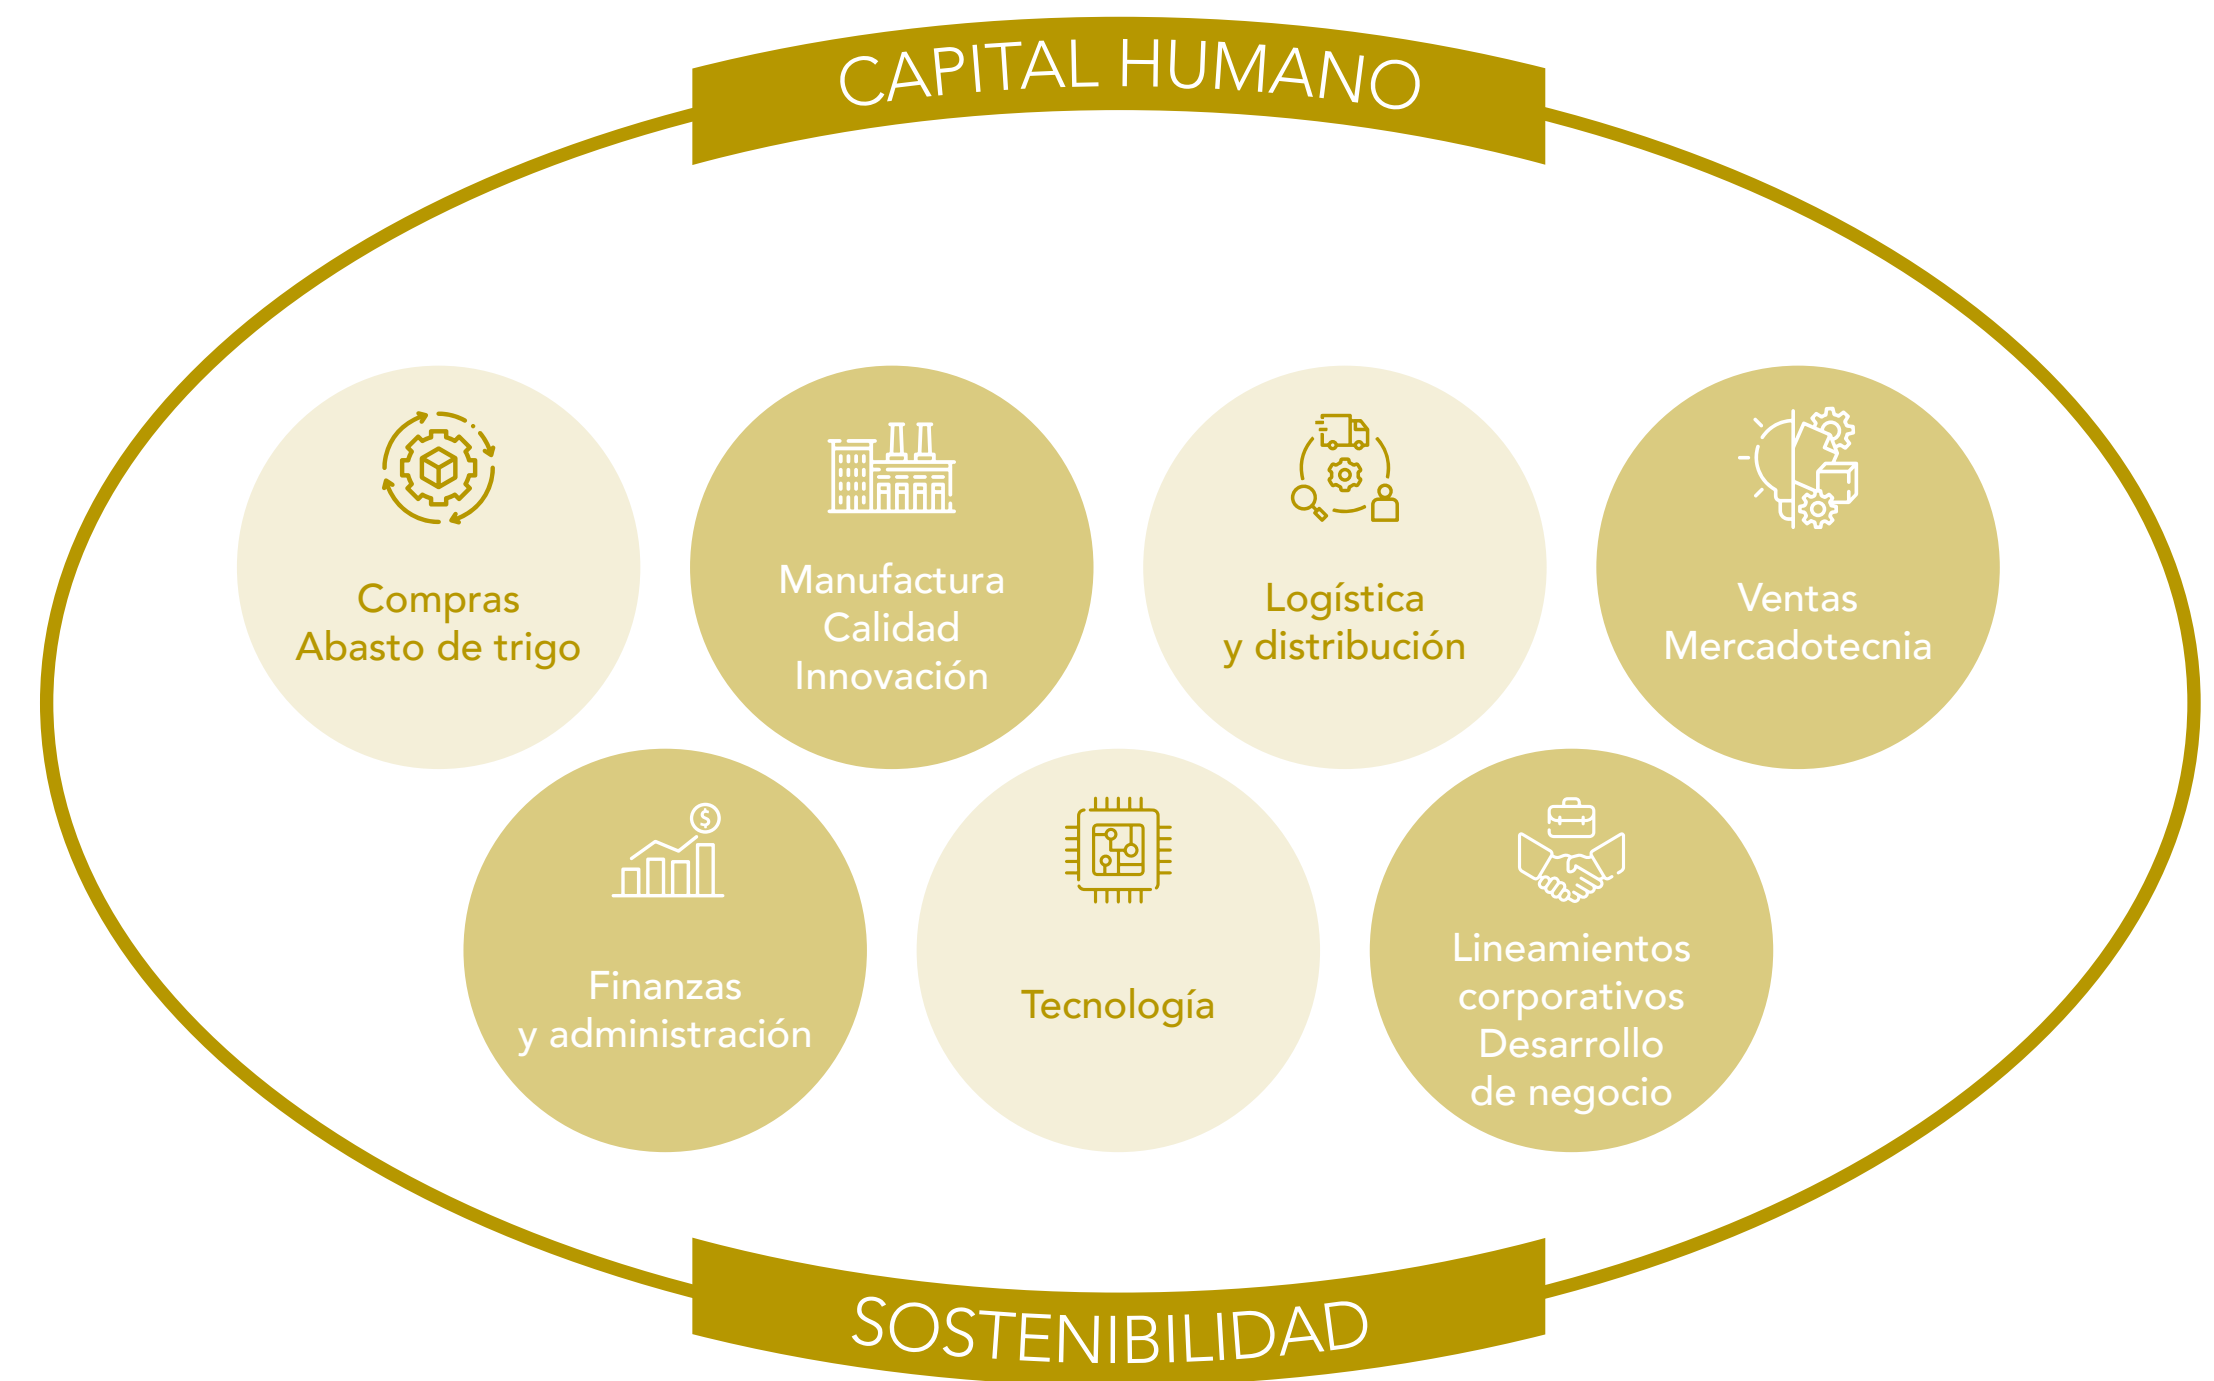 CAPITAL HUMANO
Compras
Abasto de trigo
Manufactura
Calidad
Innovación
Logística
y distribución
Ventas
Mercadotecnia
$
Finanzas
y administración
Tecnología
Lineamientos
corporativos
Desarrollo
de negocio
SOSTENIBILIDAD